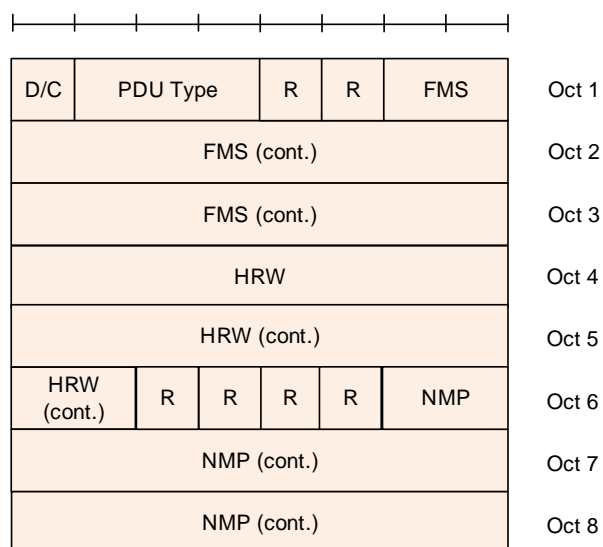 D/C PDU Type R R FMS Oct 1
FMS (cont.) Oct 2
FMS (cont.) Oct 3
HRW Oct 4
HRW (cont.) Oct 5
HRW
(cont.) R R R R NMP Oct 6
NMP (cont.) Oct 7
NMP (cont.) Oct 8